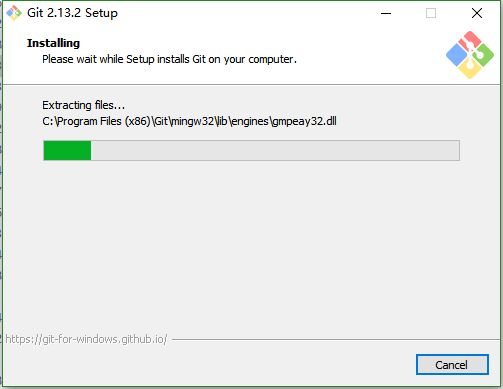 Git 2.13.2 Setup
Installing
Please wait while Setup installs Git on your computer.
Extracting files...
C:\Program Files (x86)\Git\mingw32\lib\engines\gmpeay32.dll
https://git-for-windows.github.io/
Cancel